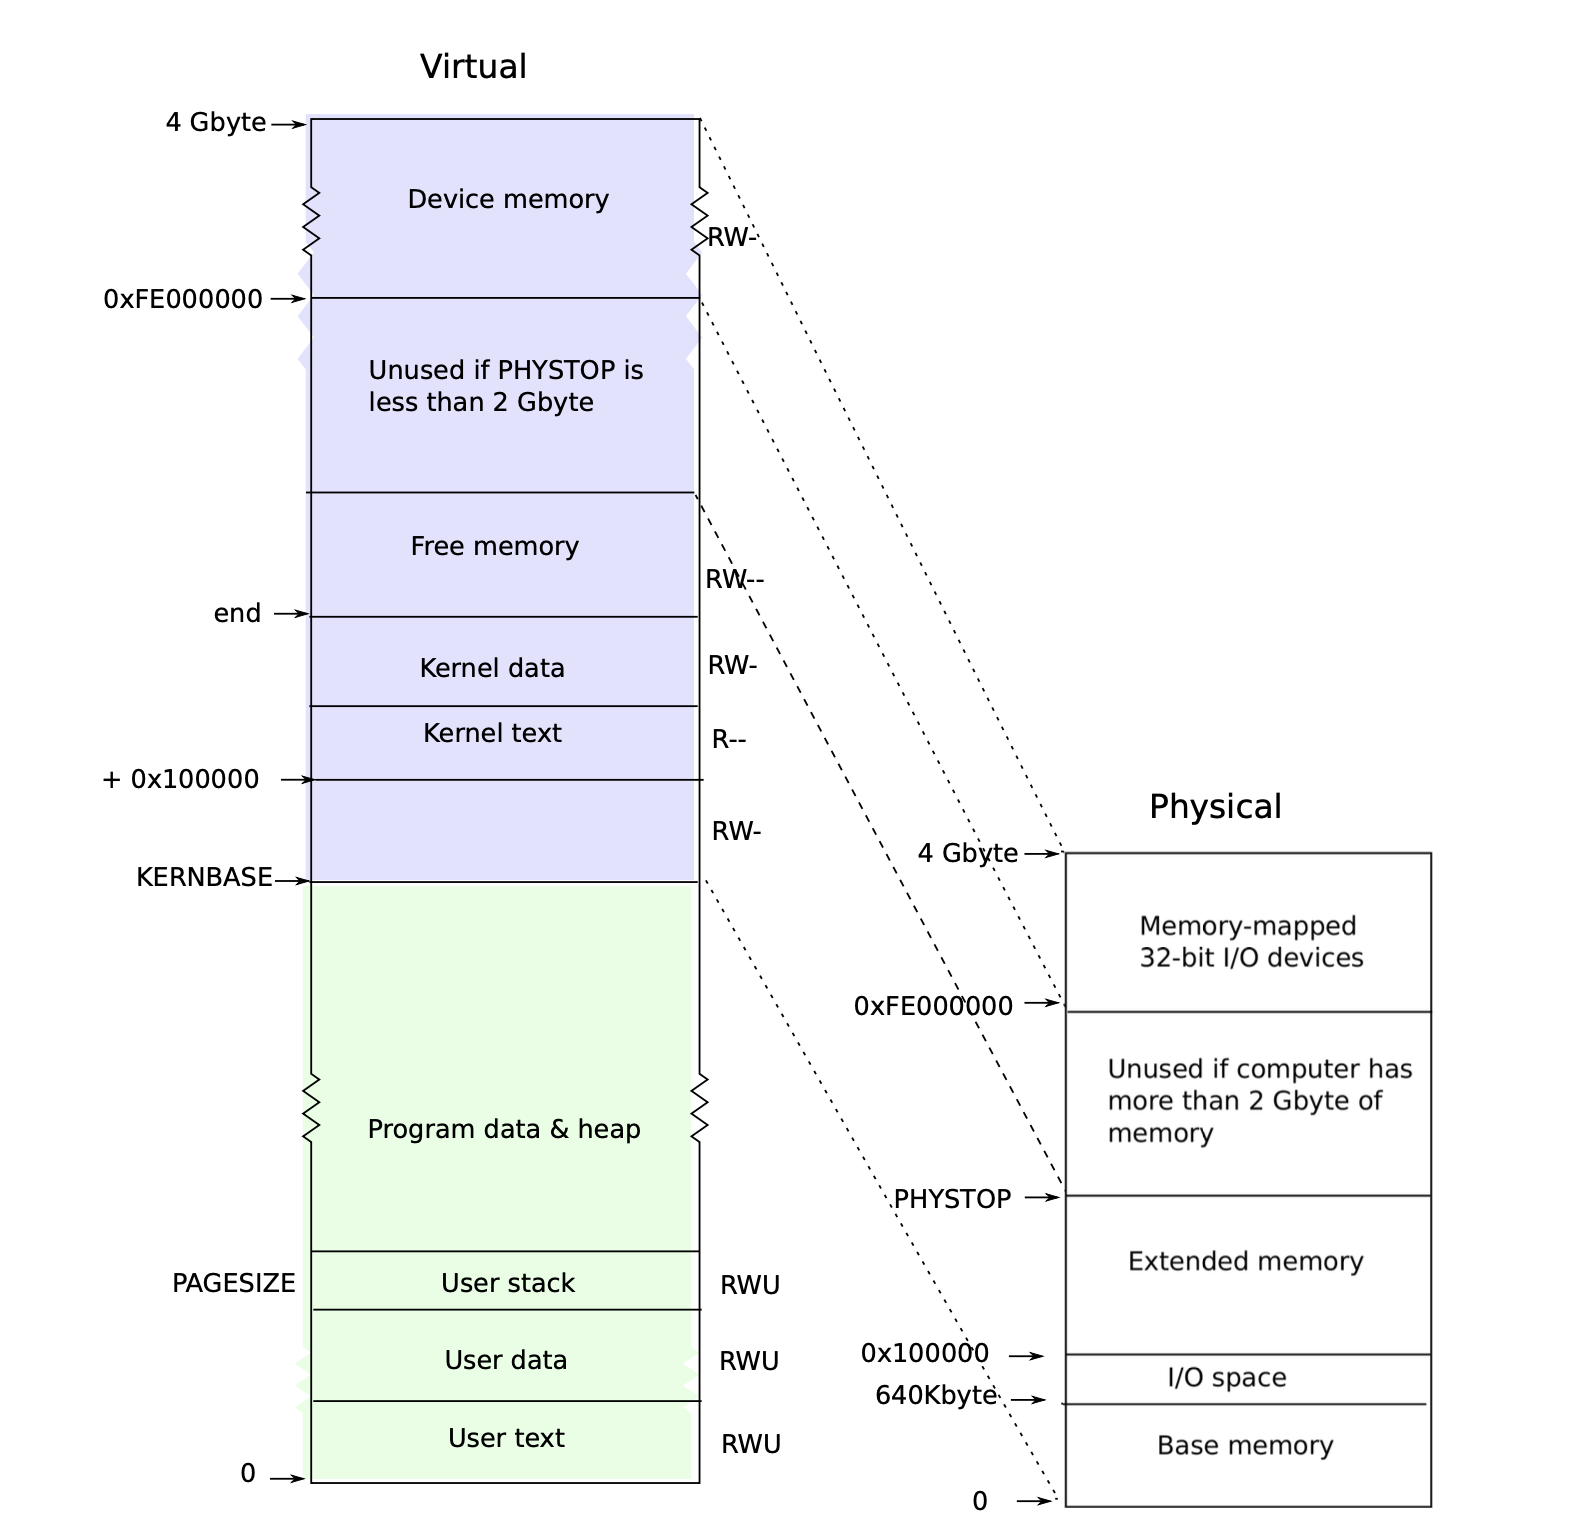 Virtual
4 Gbyte
Device memory
RW-
0xFE000000
Unused if PHYSTOP is
less than 2 Gbyte
Free memory
RW--
end
Kernel data
RW-
Kernel text
R--
+ 0x100000
RW-
KERNBASE
Program data & heap
PAGESIZE
User stack
RWU
User data
RWU
User text
RWU
0
Physical
4 Gbyte
Memory-mapped
32-bit I/O devices
0xFE000000
Unused if computer has
more than 2 Gbyte of
memory
PHYSTOP
Extended memory
0x100000
I/O space
640Kbyte
Base memory
0